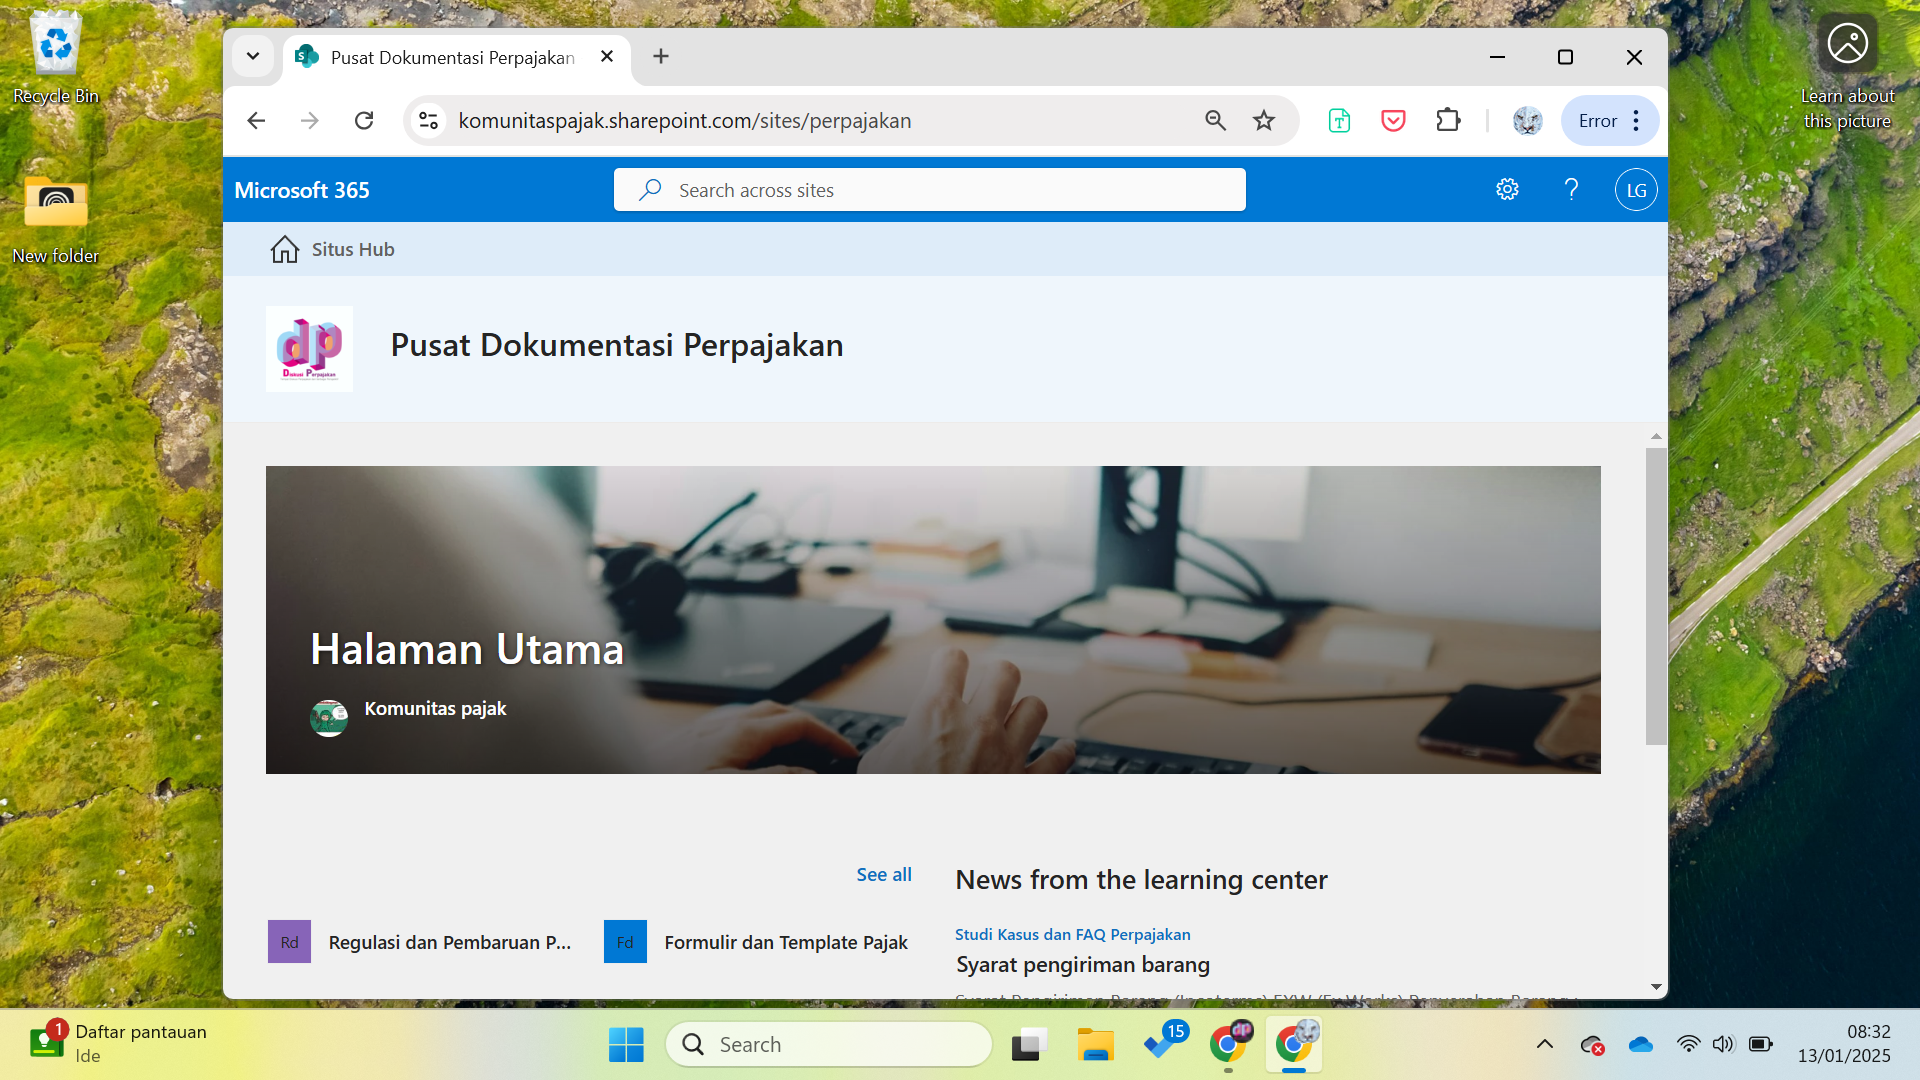 Recycle Bin
New folder
Learn about
this picture
Pusat Dokumentasi Perpajakan
komunitaspajak.sharepoint.com/sites/perpajakan
Error
Microsoft 365
Search across sites
LG
Situs Hub
dp
Diskusi Perpajakan
Pusat Dokumentasi Perpajakan
Halaman Utama
Komunitas pajak
See all
Rd
Regulasi dan Pembaruan P...
Fd
Formulir dan Template Pajak
News from the learning center
Studi Kasus dan FAQ Perpajakan
Syarat pengiriman barang
1
Daftar pantauan
Ide
Search
15
08:32
13/01/2025